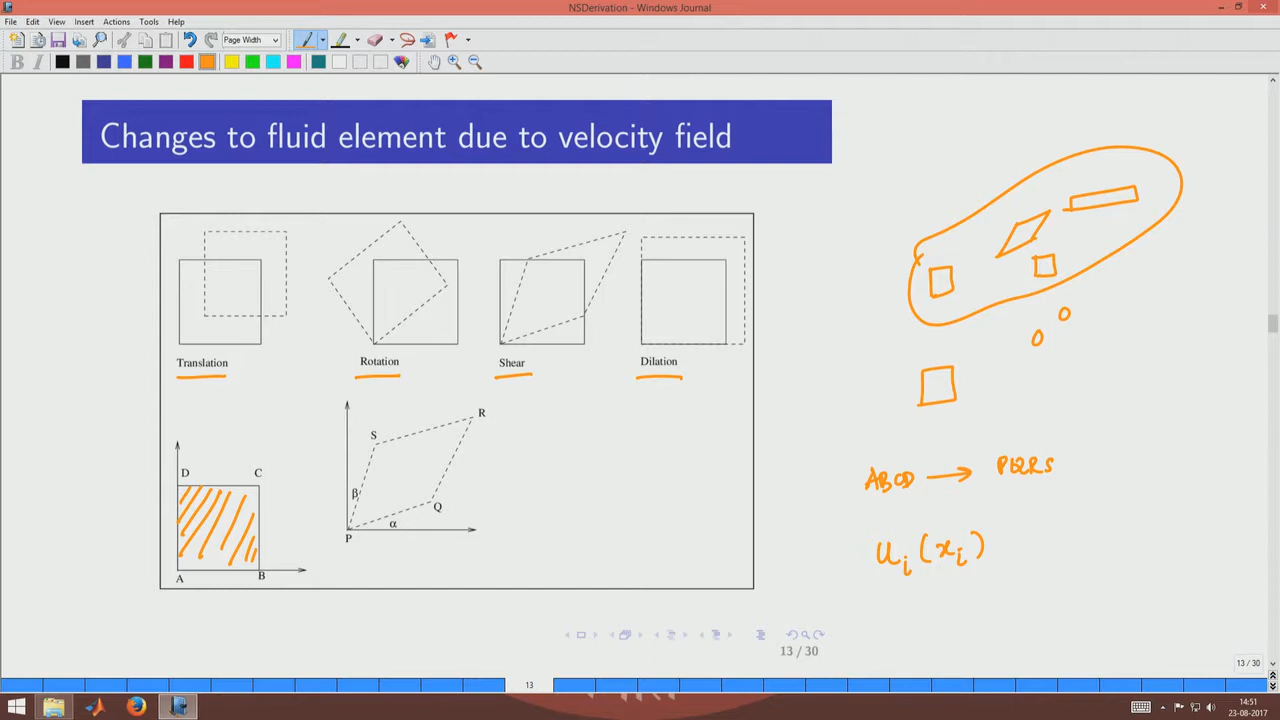 NSDerivation - Windows Journal
File Edit View Insert Actions Tools Help
Page Width
B I
Changes to fluid element due to velocity field
Translation Rotation Shear Dilation
D C
A B
S R
β Q
α
P
ABCD → PQRS
u_i (x_i)
13 / 30
13 / 30
13
14:51
23-08-2017